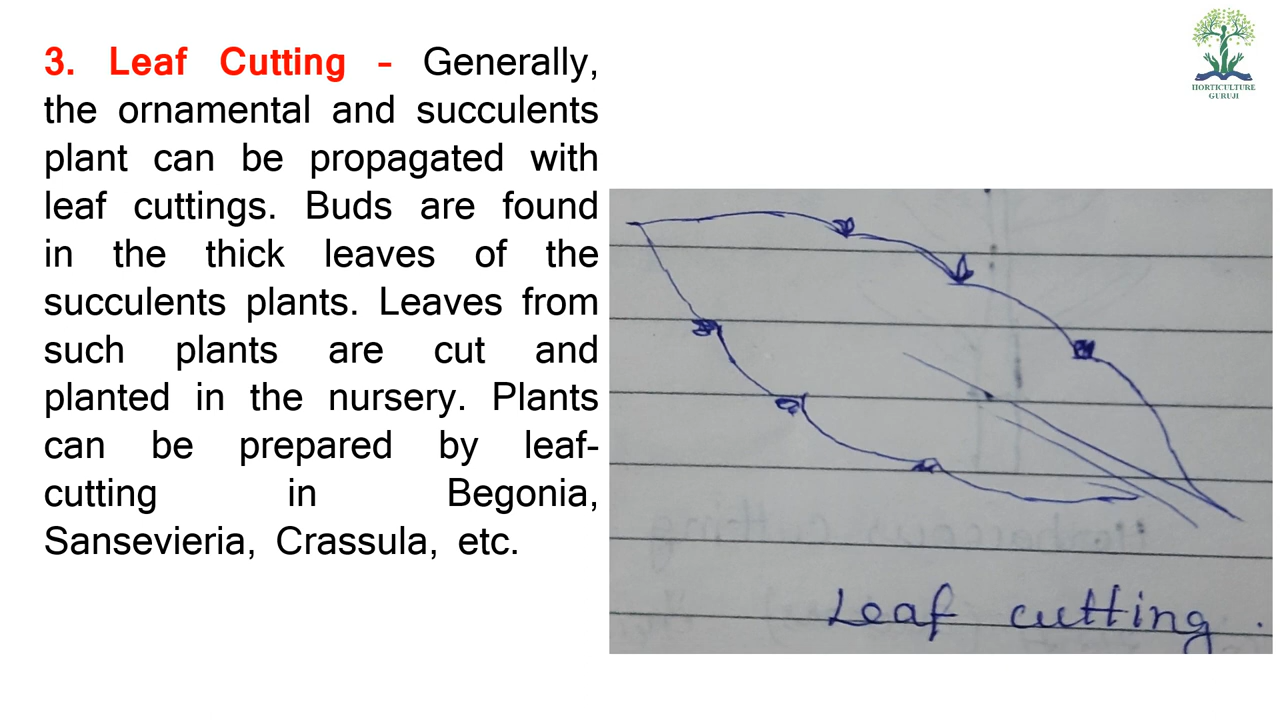 3. Leaf Cutting – Generally,
the ornamental and succulents
plant can be propagated with
leaf cuttings. Buds are found
in the thick leaves of the
succulents plants. Leaves from
such plants are cut and
planted in the nursery. Plants
can be prepared by leaf-
cutting in Begonia,
Sansevieria, Crassula, etc.
HORTICULTURE
GURUJI
Leaf cutting.